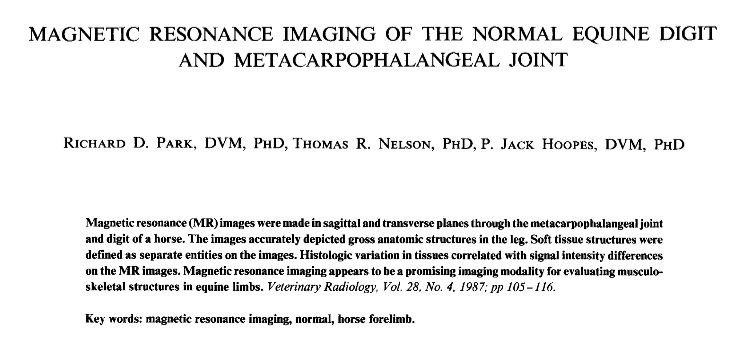 MAGNETIC RESONANCE IMAGING OF THE NORMAL EQUINE DIGIT
AND METACARPOPHALANGEAL JOINT
RICHARD D. PARK, DVM, PHD, THOMAS R. NELSON, PHD, P. JACK HOOPES, DVM, PHD
Magnetic resonance (MR) images were made in sagittal and transverse planes through the metacarpophalangeal joint
and digit of a horse. The images accurately depicted gross anatomic structures in the leg. Soft tissue structures were
defined as separate entities on the images. Histologic variation in tissues correlated with signal intensity differences
on the MR images. Magnetic resonance imaging appears to be a promising imaging modality for evaluating musculo-
skeletal structures in equine limbs. Veterinary Radiology, Vol. 28, No. 4, 1987; pp 105–116.
Key words: magnetic resonance imaging, normal, horse forelimb.